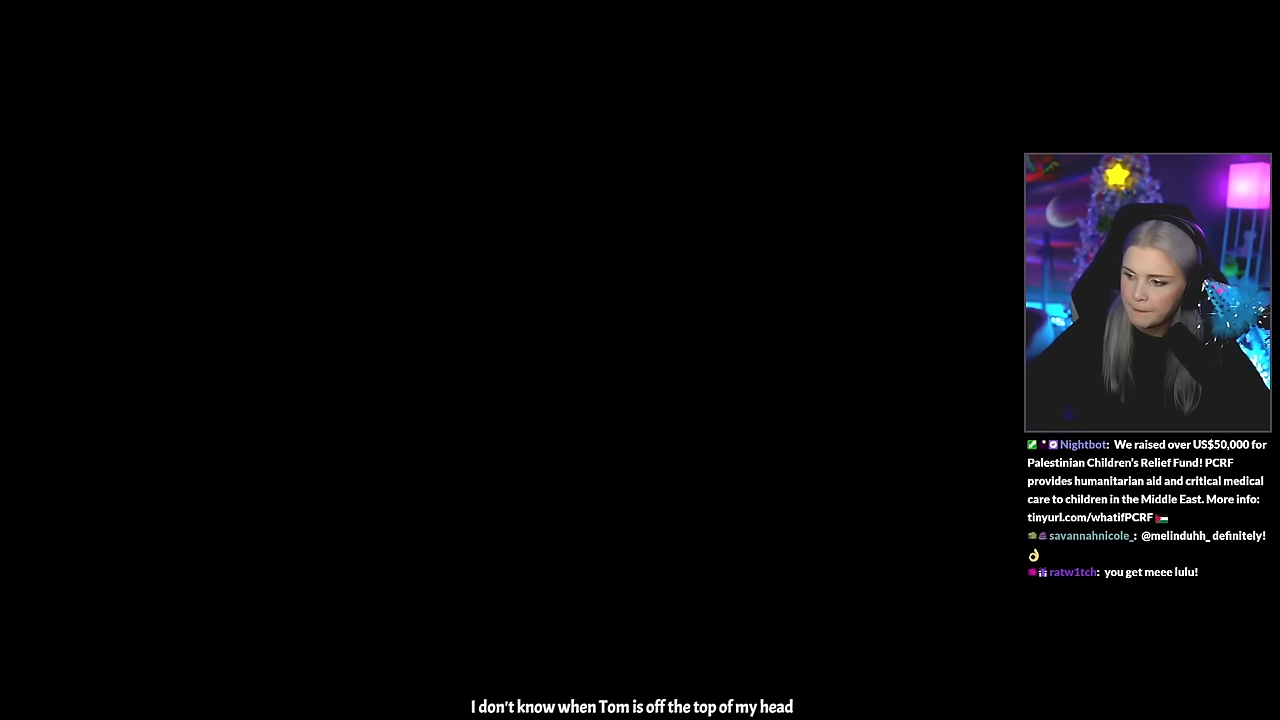 Nightbot: We raised over US$50,000 for
Palestinian Children's Relief Fund! PCRF
provides humanitarian aid and critical medical
care to children in the Middle East. More info:
tinyurl.com/whatifPCRF 🇵🇸
savannahnicole_: @melinduhh_ definitely!
👌
ratw1tch: you get meee lulu!
I don't know when Tom is off the top of my head